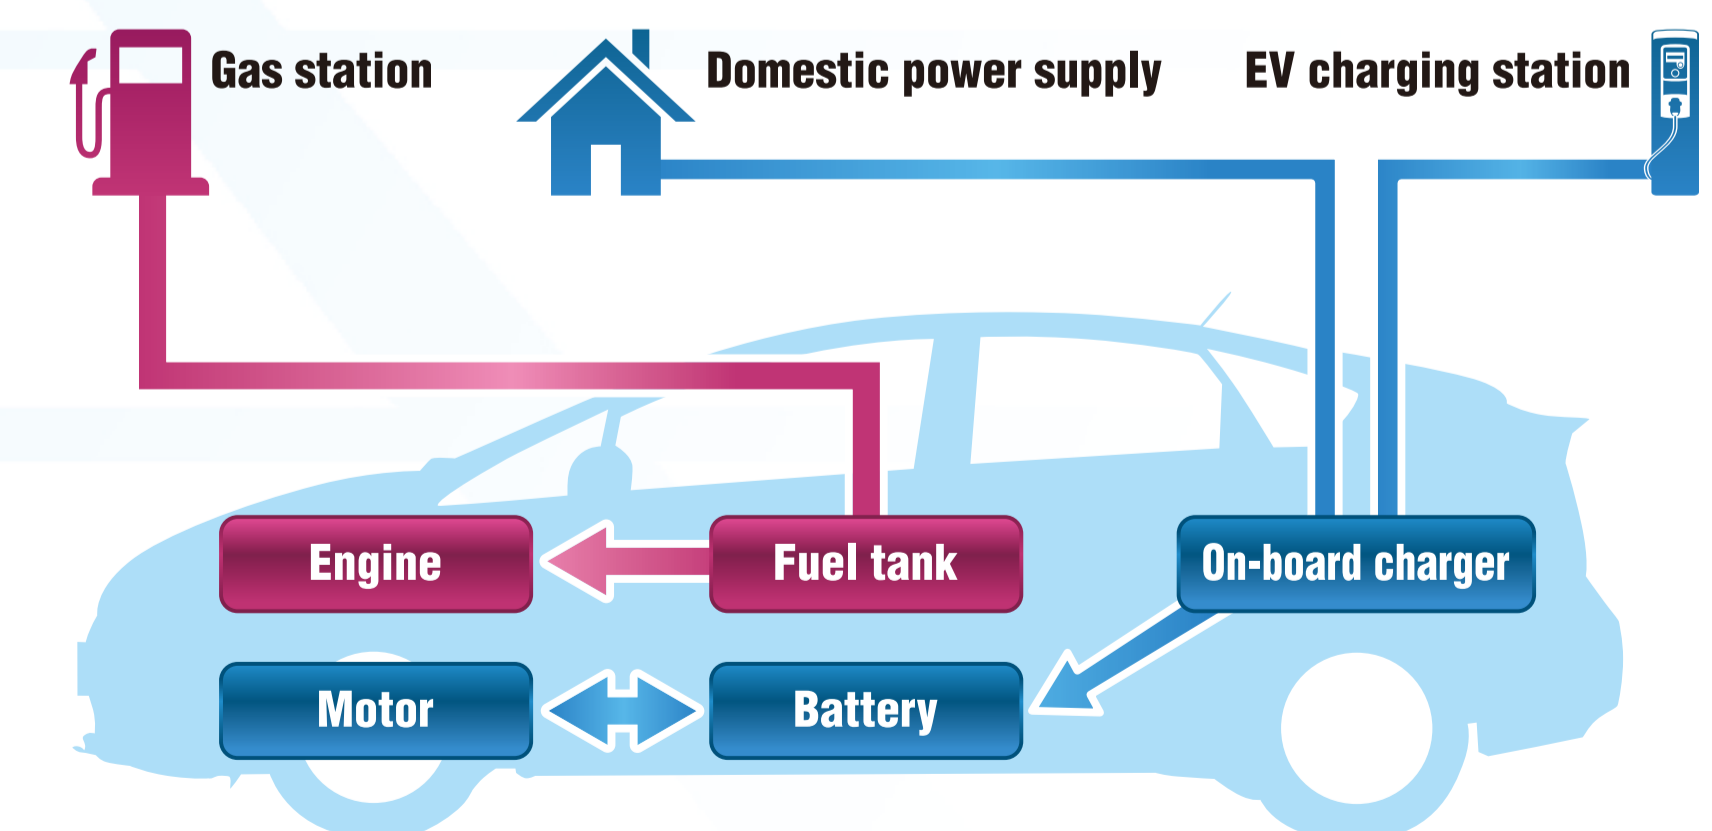 Gas station
Domestic power supply
EV charging station
Engine
Fuel tank
On-board charger
Motor
Battery